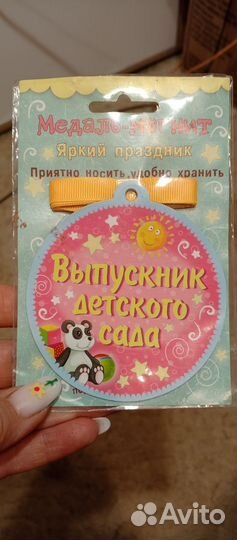 Медаль-магнит
Яркий праздник
Приятно носить, удобно хранить
Выпускник
детского
сада
Avito